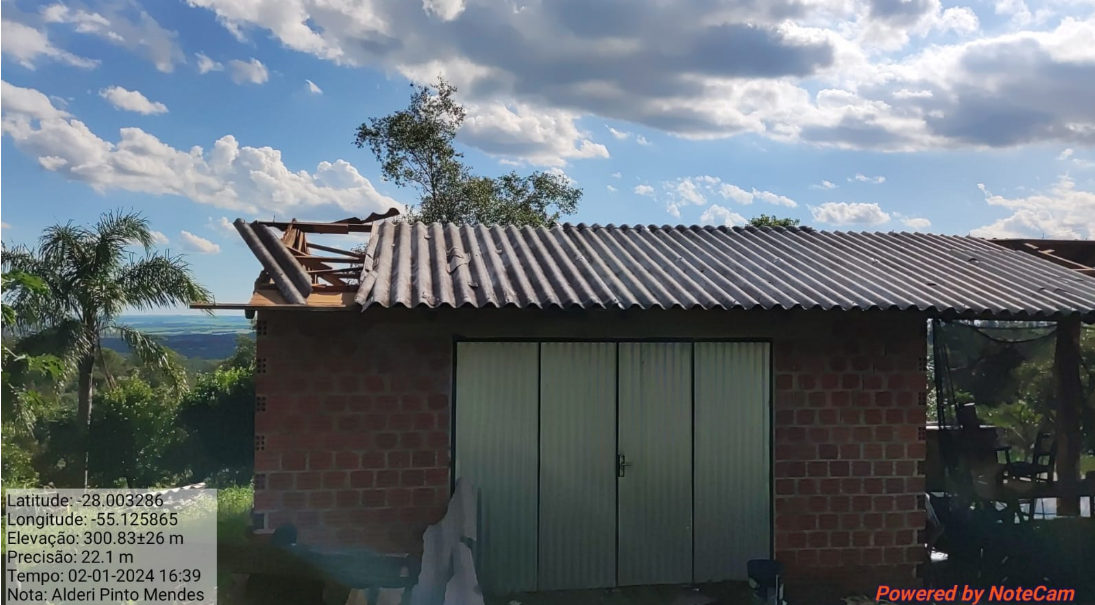 Latitude: -28.003286
Longitude: -55.125865
Elevação: 300.83±26 m
Precisão: 22.1 m
Tempo: 02-01-2024 16:39
Nota: Alderi Pinto Mendes
Powered by NoteCam